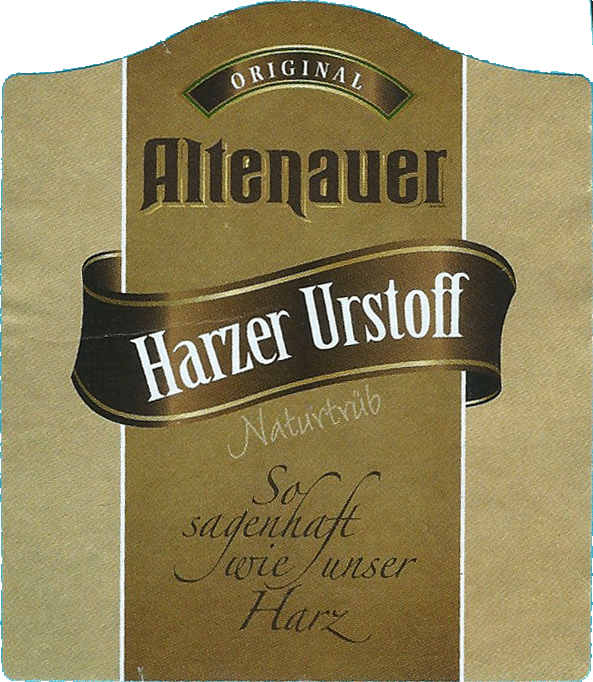 ORIGINAL
Altenauer
Harzer Urstoff
Naturtrüb
So
sagenhaft
wie unser
Harz